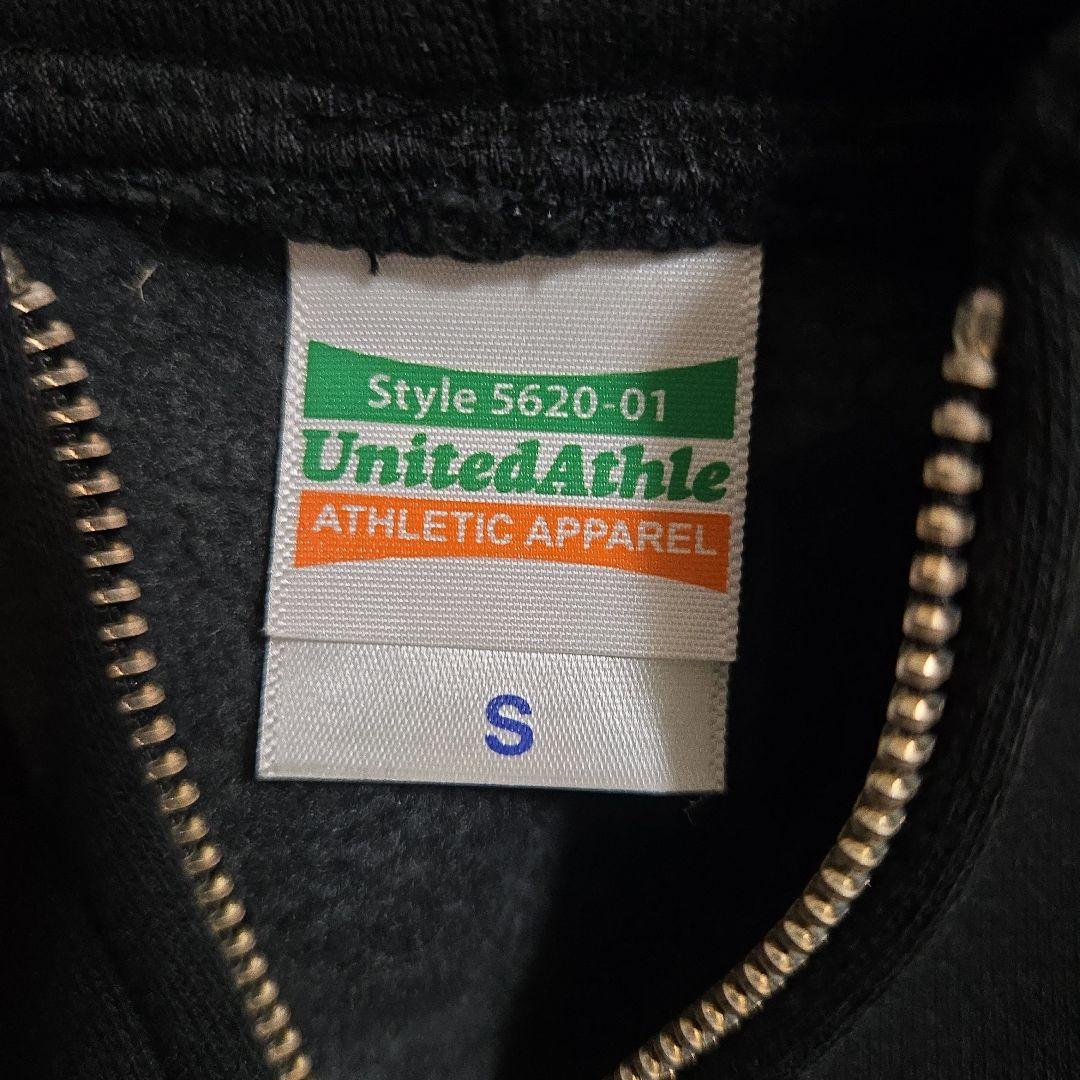 Style 5620-01
UnitedAthle
ATHLETIC APPAREL
S